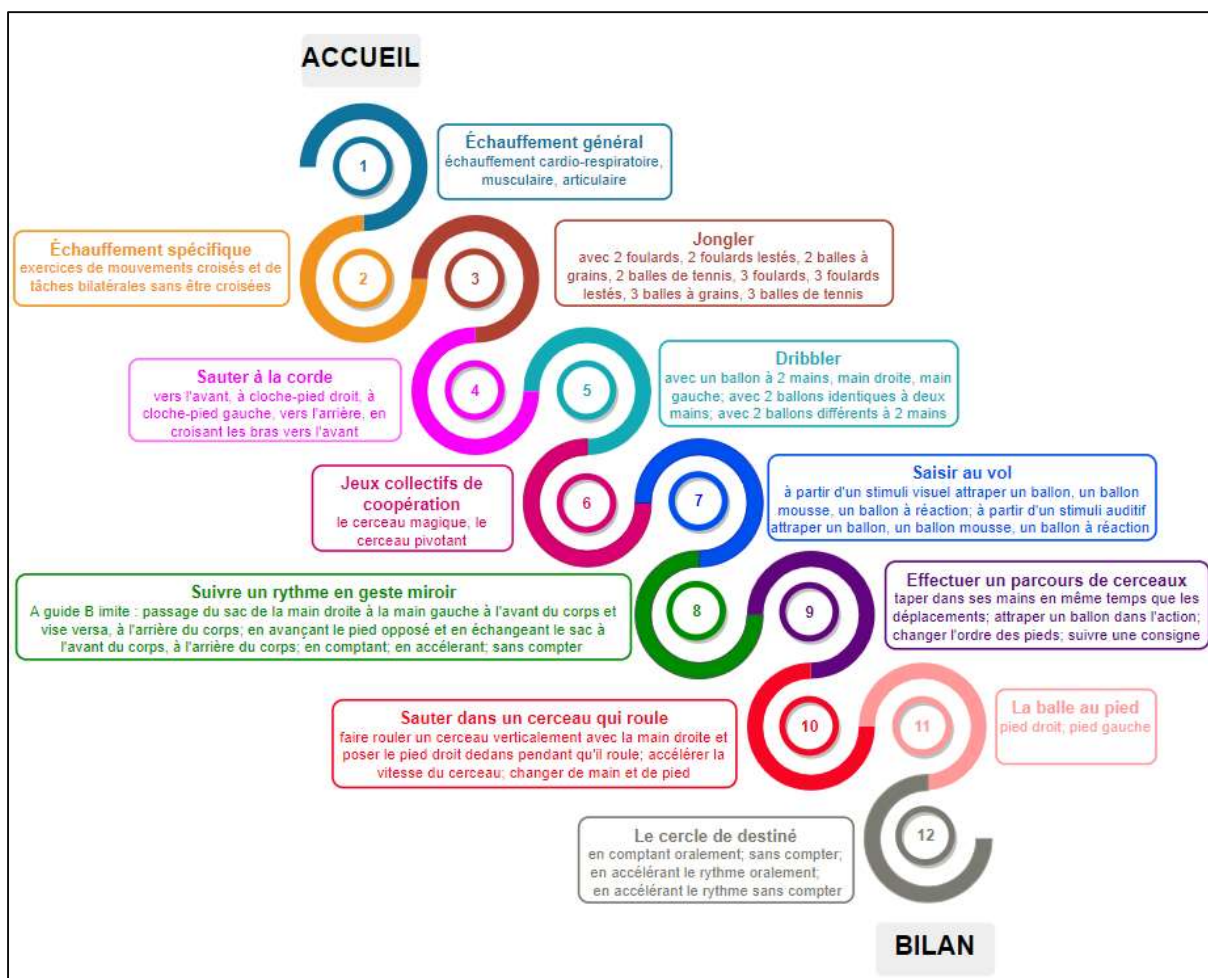 ACCUEIL
1
Échauffement général
échauffement cardio-respiratoire,
musculaire, articulaire
Échauffement spécifique
exercices de mouvements croisés et de
tâches bilatérales sans être croisées
2
3
Jongler
avec 2 foulards, 2 foulards lestés, 2 balles à
grains, 2 balles de tennis, 3 foulards, 3 foulards
lestés, 3 balles à grains, 3 balles de tennis
Sauter à la corde
vers l'avant, à cloche-pied droit, à
cloche-pied gauche, vers l'arrière, en
croisant les bras vers l'avant
4
5
Dribbler
avec un ballon à 2 mains, main droite, main
gauche; avec 2 ballons identiques à deux
mains; avec 2 ballons différents à 2 mains
Jeux collectifs de
coopération
le cerceau magique, le
cerceau pivotant
6
7
Saisir au vol
à partir d'un stimuli visuel attraper un ballon, un ballon
mousse, un ballon à réaction; à partir d'un stimuli auditif
attraper un ballon, un ballon mousse, un ballon à réaction
Suivre un rythme en geste miroir
A guide B imite : passage du sac de la main droite à la main gauche à l'avant du corps et
vise versa, à l'arrière du corps; en avançant le pied opposé et en échangeant le sac à
l'avant du corps, à l'arrière du corps; en comptant; en accélerant; sans compter
8
9
Effectuer un parcours de cerceaux
taper dans ses mains en même temps que les
déplacements; attraper un ballon dans l'action;
changer l'ordre des pieds; suivre une consigne
Sauter dans un cerceau qui roule
faire rouler un cerceau verticalement avec la main droite et
poser le pied droit dedans pendant qu'il roule; accélérer la
vitesse du cerceau; changer de main et de pied
10
11
La balle au pied
pied droit; pied gauche
Le cercle de destiné
en comptant oralement; sans compter;
en accélérant le rythme oralement;
en accélérant le rythme sans compter
12
BILAN